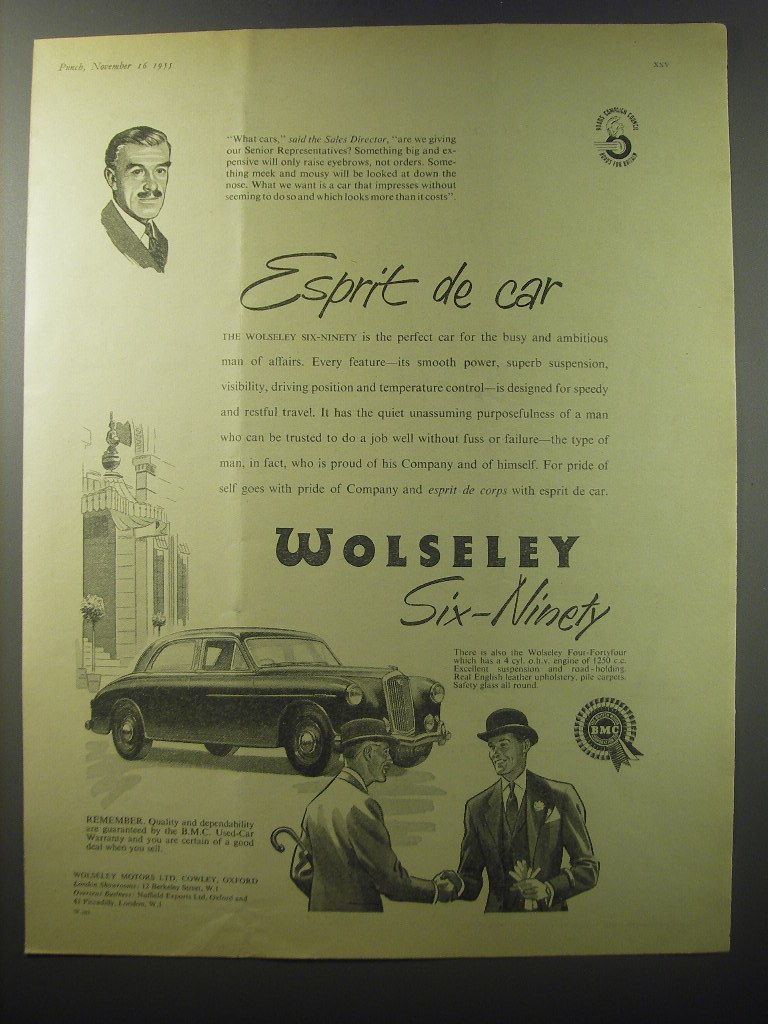 Punch, November 16 1955
xxv
"What cars," said the Sales Director, "are we giving
our Senior Representatives? Something big and ex-
pensive will only raise eyebrows, not orders. Some-
thing meek and mousy will be looked at down the
nose. What we want is a car that impresses without
seeming to do so and which looks more than it costs".
ROADS CAMPAIGN COUNCIL
ROADS FOR BRITAIN
Esprit de car
THE WOLSELEY SIX-NINETY is the perfect car for the busy and ambitious
man of affairs. Every feature—its smooth power, superb suspension,
visibility, driving position and temperature control—is designed for speedy
and restful travel. It has the quiet unassuming purposefulness of a man
who can be trusted to do a job well without fuss or failure—the type of
man, in fact, who is proud of his Company and of himself. For pride of
self goes with pride of Company and esprit de corps with esprit de car.
WOLSELEY
Six-Ninety
There is also the Wolseley Four-Fortyfour
which has a 4 cyl. o.h.v. engine of 1250 c.c.
Excellent suspension and road-holding.
Real English leather upholstery, pile carpets.
Safety glass all round.
BMC
REMEMBER. Quality and dependability
are guaranteed by the B.M.C. Used-Car
Warranty and you are certain of a good
deal when you sell.
WOLSELEY MOTORS LTD, COWLEY, OXFORD
London Showrooms: 12 Berkeley Street, W.1
Overseas Business: Nuffield Exports Ltd, Oxford and
41 Piccadilly, London, W.1